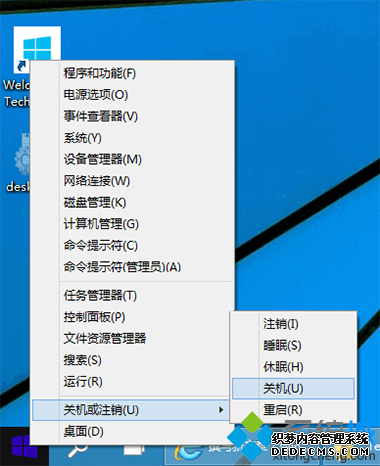 Welc
Tech
desk
程序和功能(F)
电源选项(O)
事件查看器(V)
系统(Y)
设备管理器(M)
网络连接(W)
磁盘管理(K)
计算机管理(G)
命令提示符(C)
命令提示符(管理员)(A)
任务管理器(T)
控制面板(P)
文件资源管理器
搜索(S)
运行(R)
关机或注销(U)
桌面(D)
注销(I)
睡眠(S)
休眠(H)
关机(U)
重启(R)
织梦内容管理系统
DEDECMS.COM